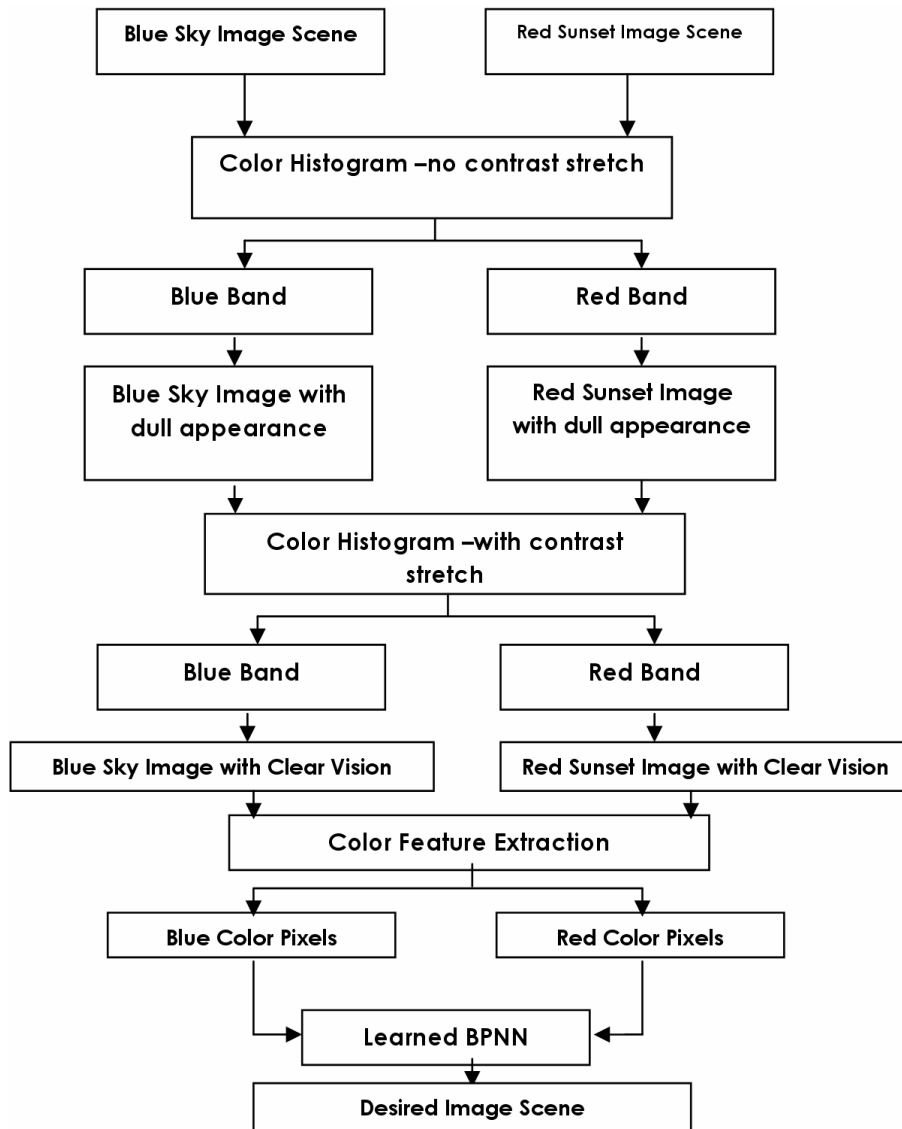 Blue Sky Image Scene
Red Sunset Image Scene
Color Histogram –no contrast stretch
Blue Band
Red Band
Blue Sky Image with
dull appearance
Red Sunset Image
with dull appearance
Color Histogram –with contrast
stretch
Blue Band
Red Band
Blue Sky Image with Clear Vision
Red Sunset Image with Clear Vision
Color Feature Extraction
Blue Color Pixels
Red Color Pixels
Learned BPNN
Desired Image Scene